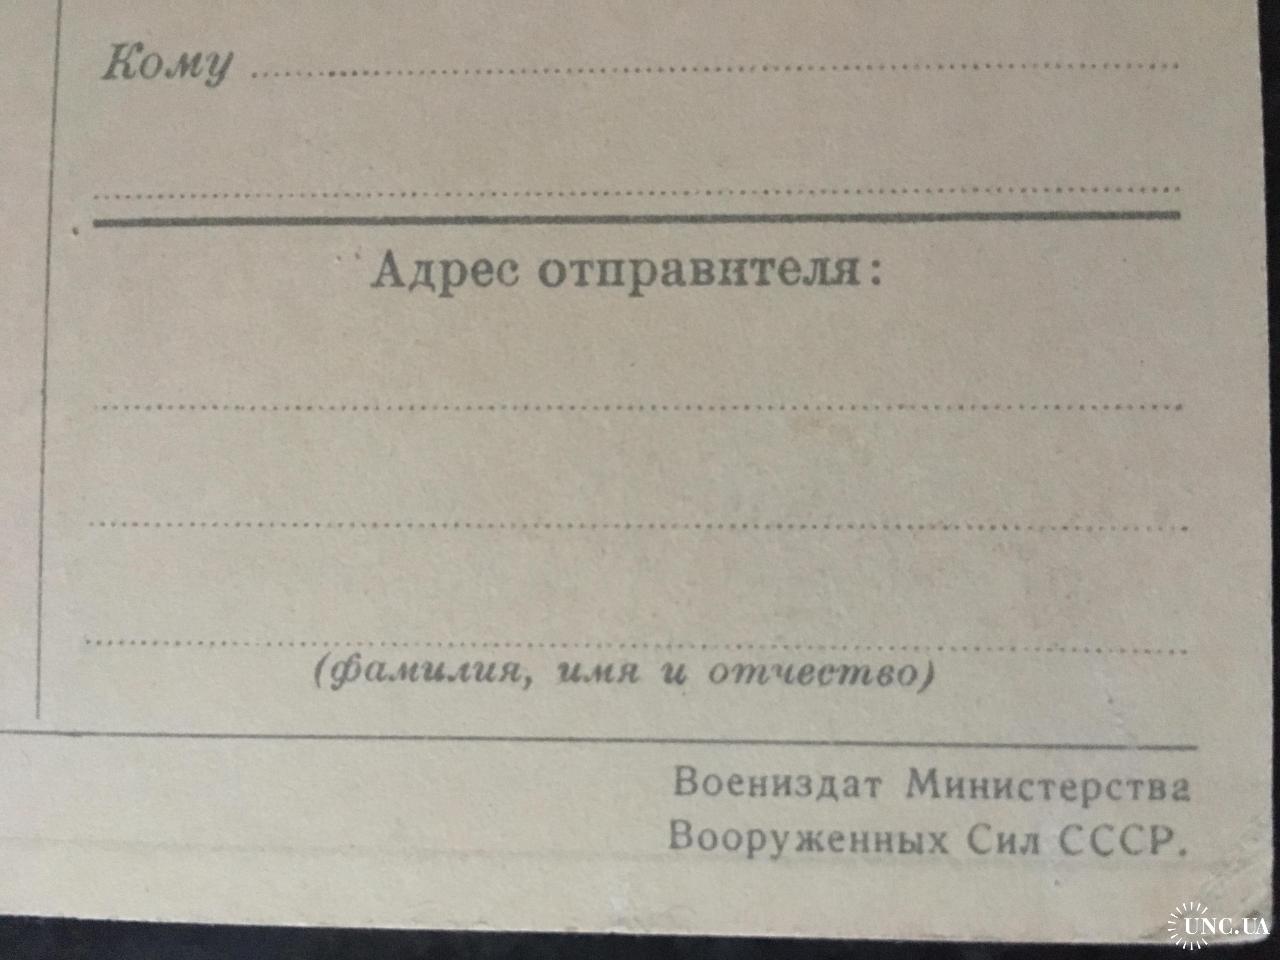 Кому
Адрес отправителя:
(фамилия, имя и отчество)
Воениздат Министерства
Вооруженных Сил СССР.
UNC.UA